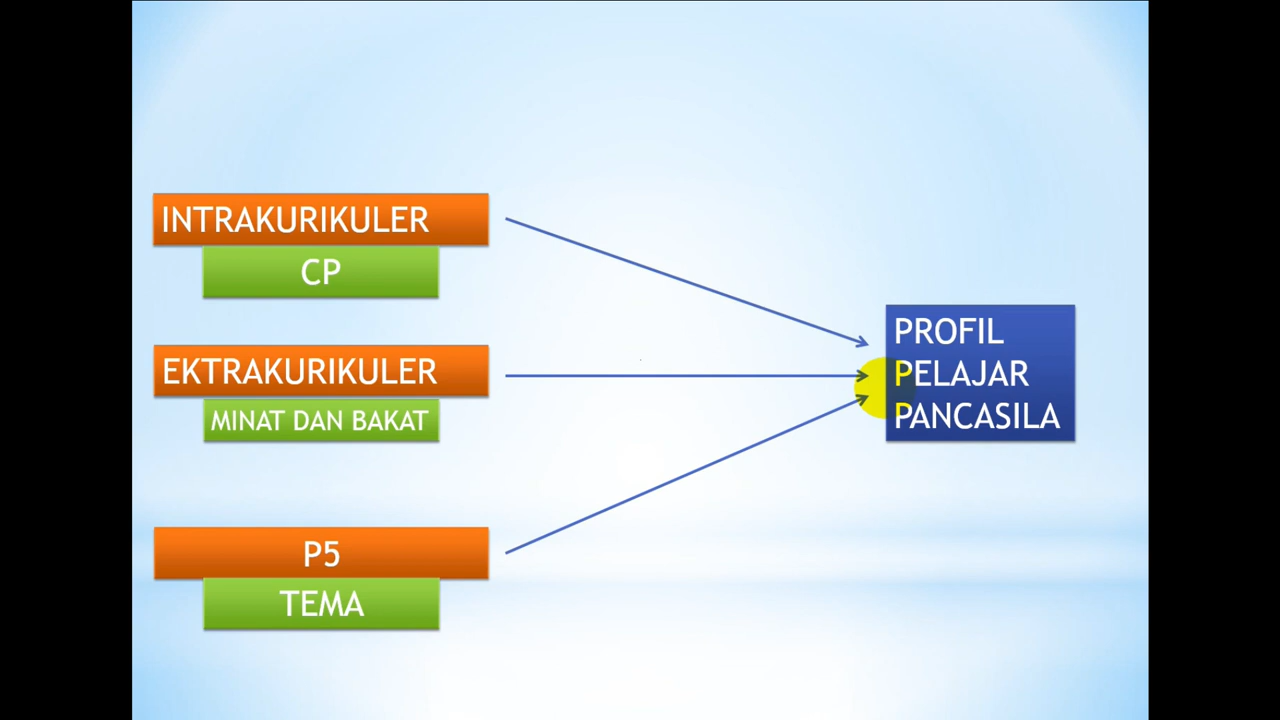 INTRAKURIKULER
CP
EKTRAKURIKULER
MINAT DAN BAKAT
P5
TEMA
PROFIL
PELAJAR
PANCASILA